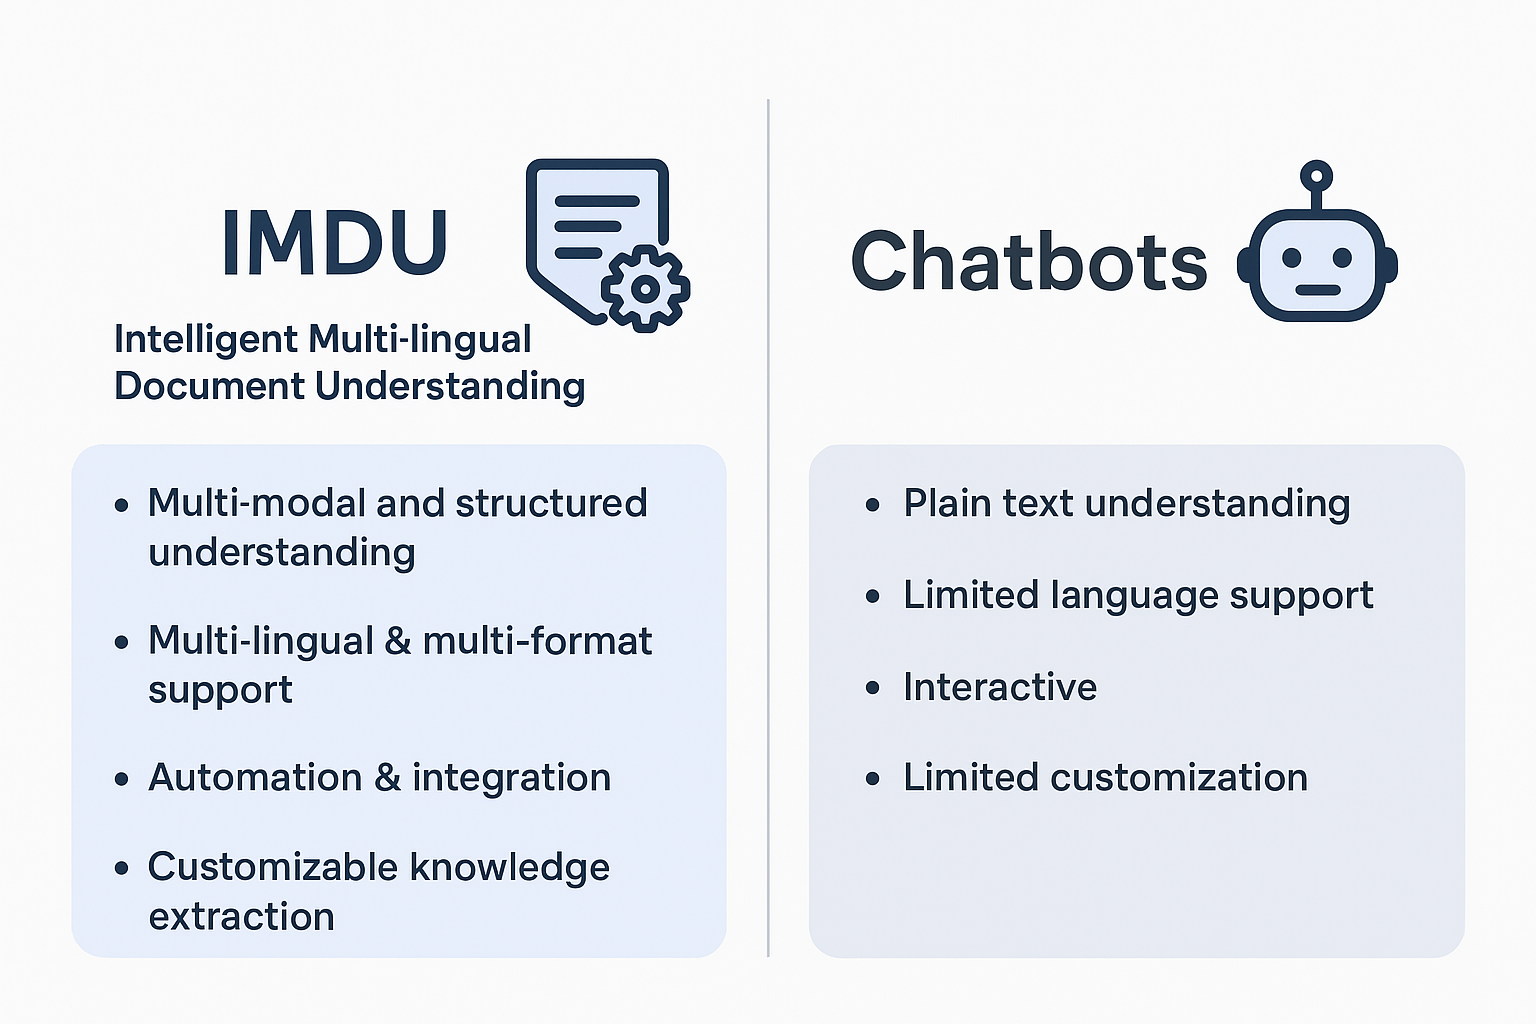 IMDU
Intelligent Multi-lingual
Document Understanding
• Multi-modal and structured
understanding
• Multi-lingual & multi-format
support
• Automation & integration
• Customizable knowledge
extraction
Chatbots
• Plain text understanding
• Limited language support
• Interactive
• Limited customization